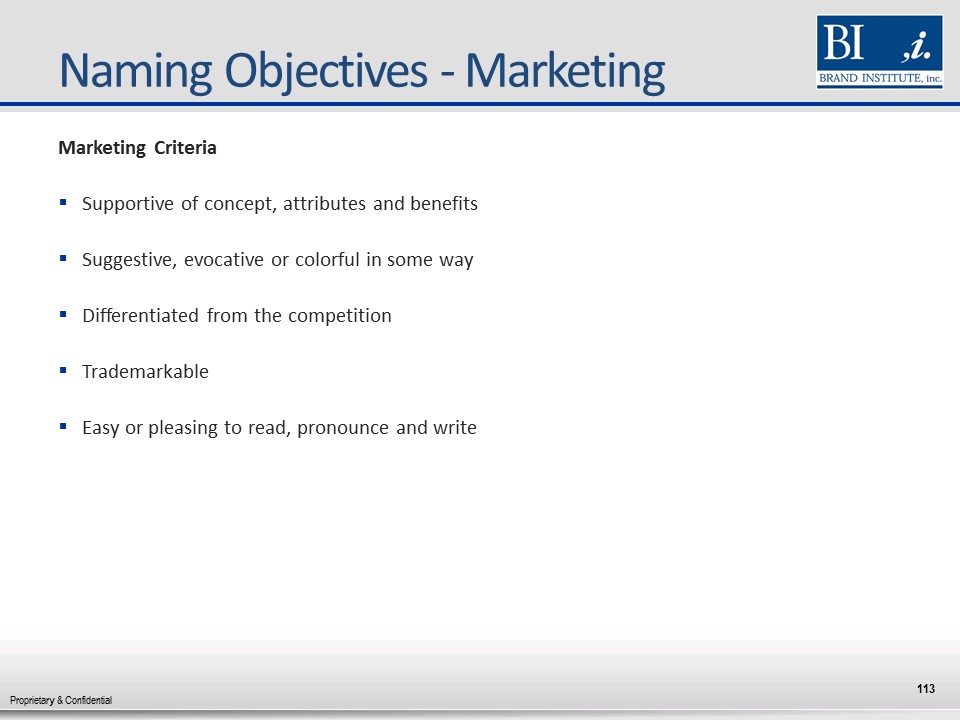 Naming Objectives - Marketing
BI ,i.
BRAND INSTITUTE, inc.
Marketing Criteria
▪ Supportive of concept, attributes and benefits
▪ Suggestive, evocative or colorful in some way
▪ Differentiated from the competition
▪ Trademarkable
▪ Easy or pleasing to read, pronounce and write
113
Proprietary & Confidential